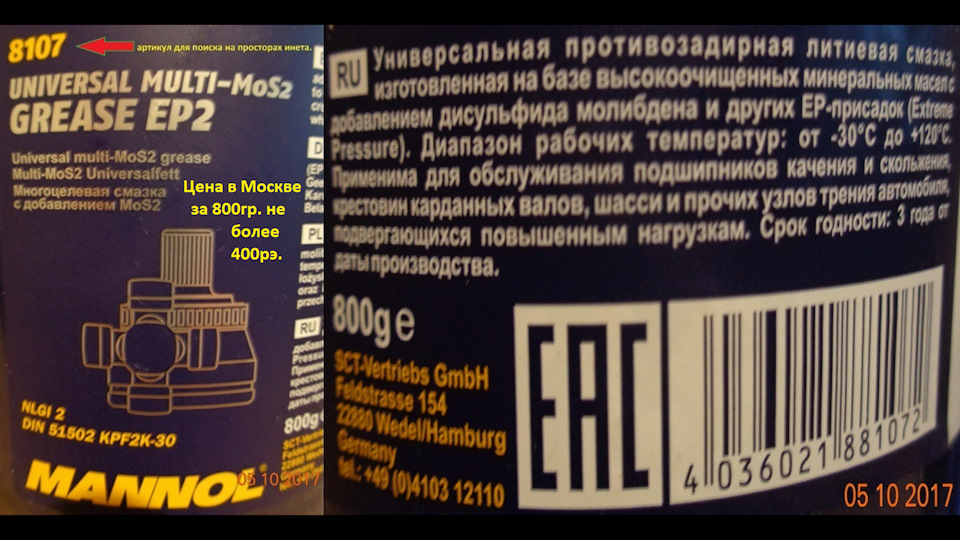 8107
артикул для поиска на просторах инета.
UNIVERSAL MULTI-MoS2
GREASE EP2
Universal multi-MoS2 grease
Multi-MoS2 Universalfett
Многоцелевая смазка
с добавлением MoS2
Цена в Москве
за 800гр. не
более
400рэ.
NLGI 2
DIN 51502 KPF2K-30
MANNOL
05 10 2017
PL
RU
800g
SCT-Vertriebs
RU
Универсальная противозадирная литиевая смазка,
изготовленная на базе высокоочищенных минеральных масел с
добавлением дисульфида молибдена и других EP-присадок (Extreme
Pressure). Диапазон рабочих температур: от -30°C до +120°C.
Применима для обслуживания подшипников качения и скольжения,
крестовин карданных валов, шасси и прочих узлов трения автомобиля,
подвергающихся повышенным нагрузкам. Срок годности: 3 года от
даты производства.
800g e
SCT-Vertriebs GmbH
Feldstrasse 154
22880 Wedel/Hamburg
Germany
tel.: +49 (0)4103 12110
EAC
4 036021 881072
05 10 2017